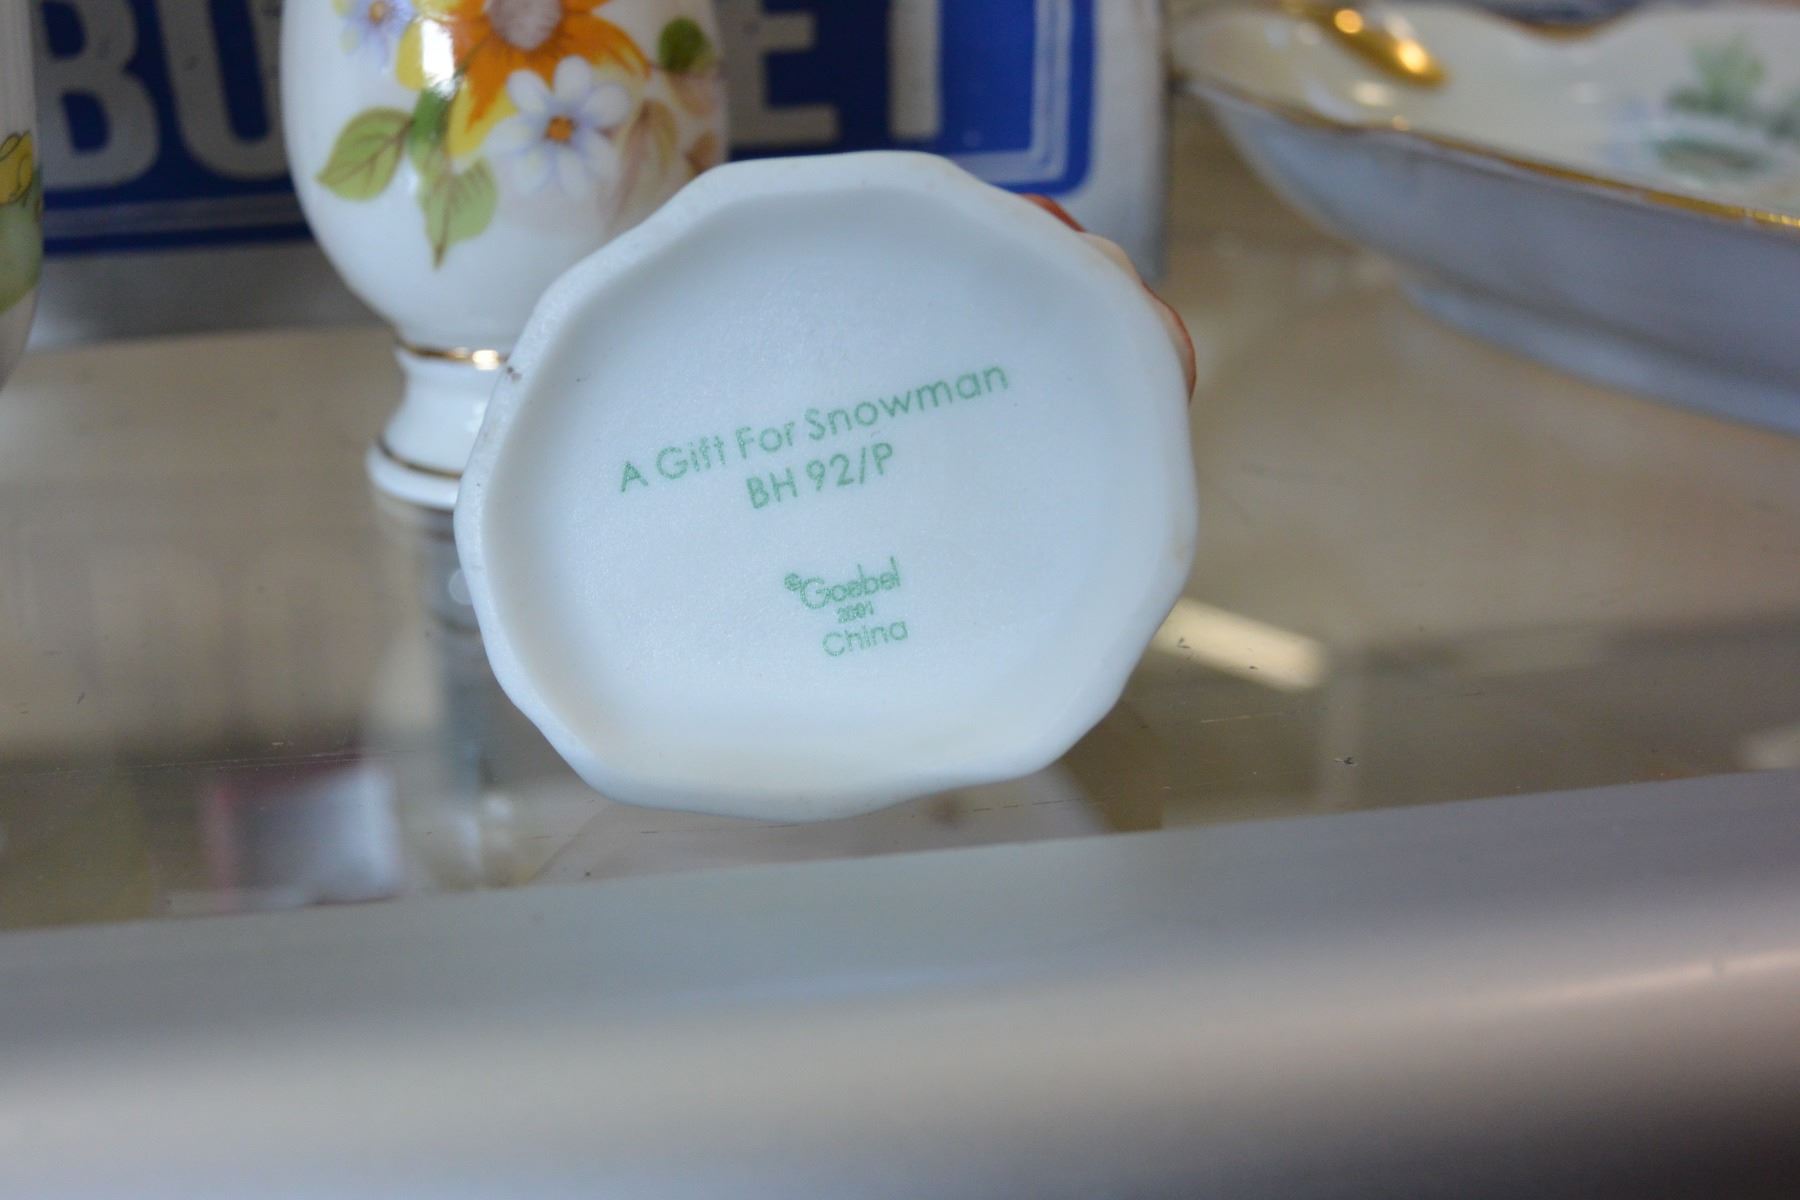 A Gift For Snowman
BH 92/P
© Goebel
2001
China